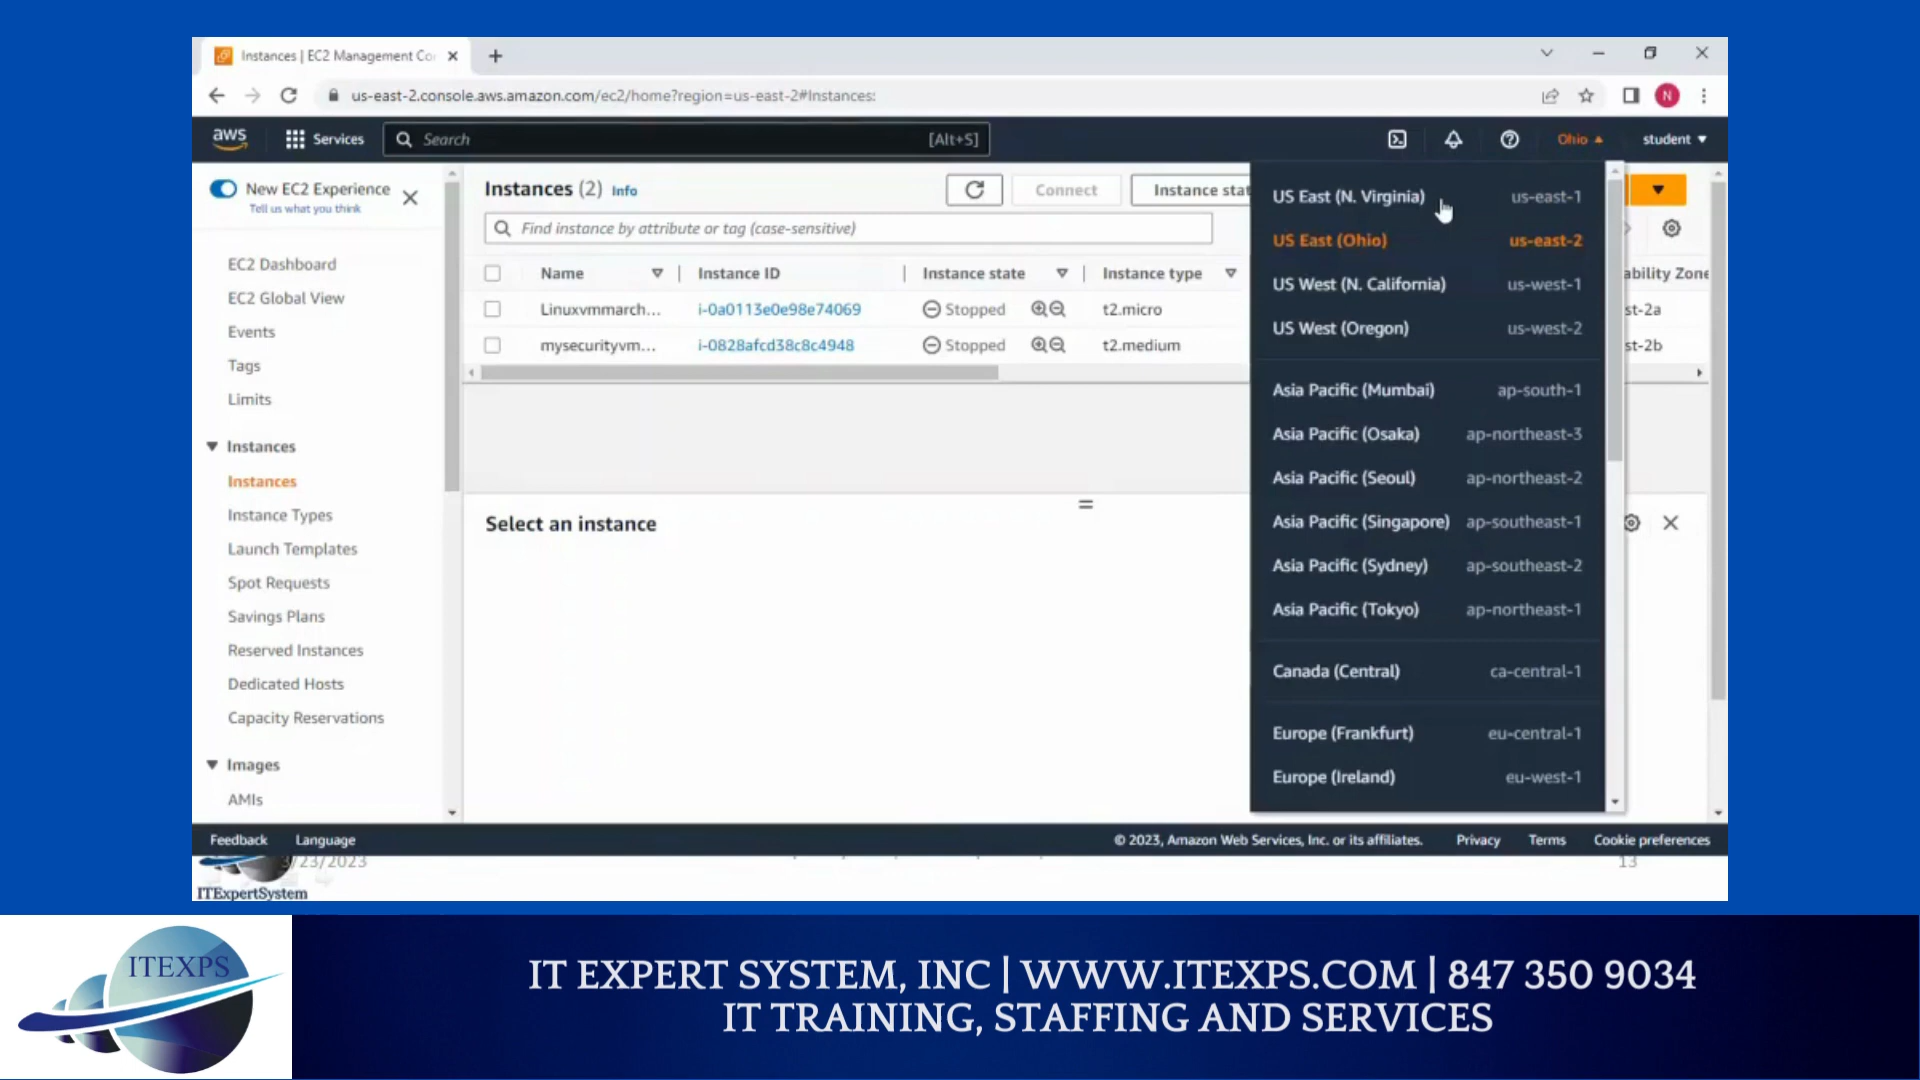 Instances | EC2 Management Co
us-east-2.console.aws.amazon.com/ec2/home?region=us-east-2#Instances:
N
aws
Services
Search
[Alt+S]
Ohio
student
New EC2 Experience
Tell us what you think
EC2 Dashboard
EC2 Global View
Events
Tags
Limits
Instances
Instances
Instance Types
Launch Templates
Spot Requests
Savings Plans
Reserved Instances
Dedicated Hosts
Capacity Reservations
Images
AMIs
Instances (2) Info
Connect
Instance stat
Find instance by attribute or tag (case-sensitive)
Name Instance ID Instance state Instance type ability Zone
Linuxvmmarch... i-0a0113e0e98e74069 Stopped t2.micro st-2a
mysecurityvm... i-0828afcd38c8c4948 Stopped t2.medium st-2b
Select an instance
US East (N. Virginia) us-east-1
US East (Ohio) us-east-2
US West (N. California) us-west-1
US West (Oregon) us-west-2
Asia Pacific (Mumbai) ap-south-1
Asia Pacific (Osaka) ap-northeast-3
Asia Pacific (Seoul) ap-northeast-2
Asia Pacific (Singapore) ap-southeast-1
Asia Pacific (Sydney) ap-southeast-2
Asia Pacific (Tokyo) ap-northeast-1
Canada (Central) ca-central-1
Europe (Frankfurt) eu-central-1
Europe (Ireland) eu-west-1
Feedback Language
© 2023, Amazon Web Services, Inc. or its affiliates. Privacy Terms Cookie preferences
3/23/2023
13
ITExpertSystem
ITEXPS
IT EXPERT SYSTEM, INC | WWW.ITEXPS.COM | 847 350 9034
IT TRAINING, STAFFING AND SERVICES